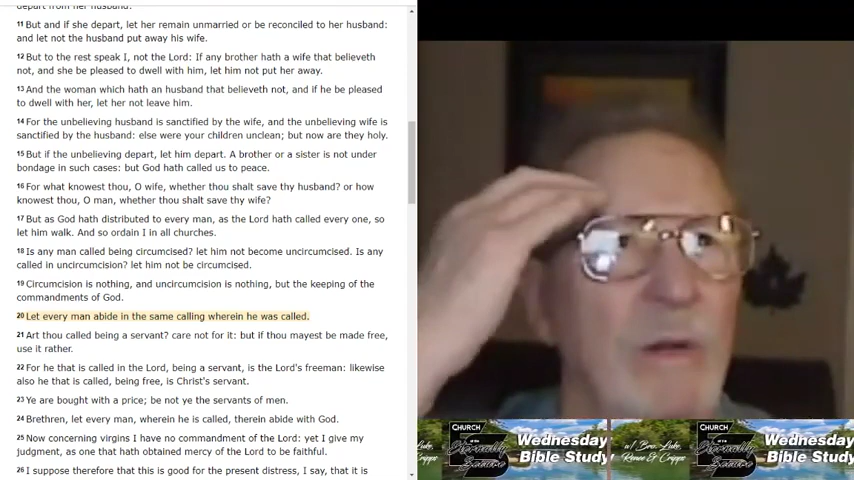 depart from her husband:
11 But and if she depart, let her remain unmarried or be reconciled to her husband:
and let not the husband put away his wife.
12 But to the rest speak I, not the Lord: If any brother hath a wife that believeth
not, and she be pleased to dwell with him, let him not put her away.
13 And the woman which hath an husband that believeth not, and if he be pleased
to dwell with her, let her not leave him.
14 For the unbelieving husband is sanctified by the wife, and the unbelieving wife is
sanctified by the husband: else were your children unclean; but now are they holy.
15 But if the unbelieving depart, let him depart. A brother or a sister is not under
bondage in such cases: but God hath called us to peace.
16 For what knowest thou, O wife, whether thou shalt save thy husband? or how
knowest thou, O man, whether thou shalt save thy wife?
17 But as God hath distributed to every man, as the Lord hath called every one, so
let him walk. And so ordain I in all churches.
18 Is any man called being circumcised? let him not become uncircumcised. Is any
called in uncircumcision? let him not be circumcised.
19 Circumcision is nothing, and uncircumcision is nothing, but the keeping of the
commandments of God.
20 Let every man abide in the same calling wherein he was called.
21 Art thou called being a servant? care not for it: but if thou mayest be made free,
use it rather.
22 For he that is called in the Lord, being a servant, is the Lord's freeman: likewise
also he that is called, being free, is Christ's servant.
23 Ye are bought with a price; be not ye the servants of men.
24 Brethren, let every man, wherein he is called, therein abide with God.
25 Now concerning virgins I have no commandment of the Lord: yet I give my
judgment, as one that hath obtained mercy of the Lord to be faithful.
26 I suppose therefore that this is good for the present distress, I say, that it is
Luke,
Cripps
CHURCH
of the
Eternally
Secure
Wednesday
Bible Study
w/ Bro. Luke,
Renee & Cripps
CHURCH
of the
Eternally
Secure
Wednesday
Bible Study